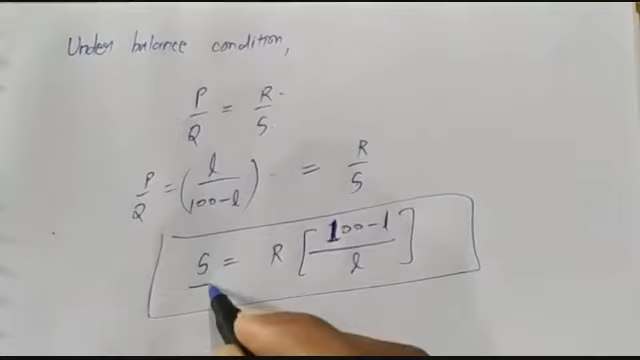 Under balance condition,
P/Q = R/S
P/Q = (l/100-l) = R/S
S = R [100-l/l]